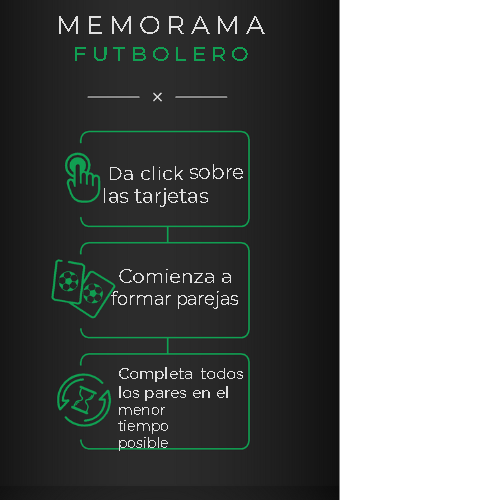 MEMORAMA
FUTBOLERO
Da click sobre
las tarjetas
Comienza a
formar parejas
Completa todos
los pares en el
menor
tiempo
posible